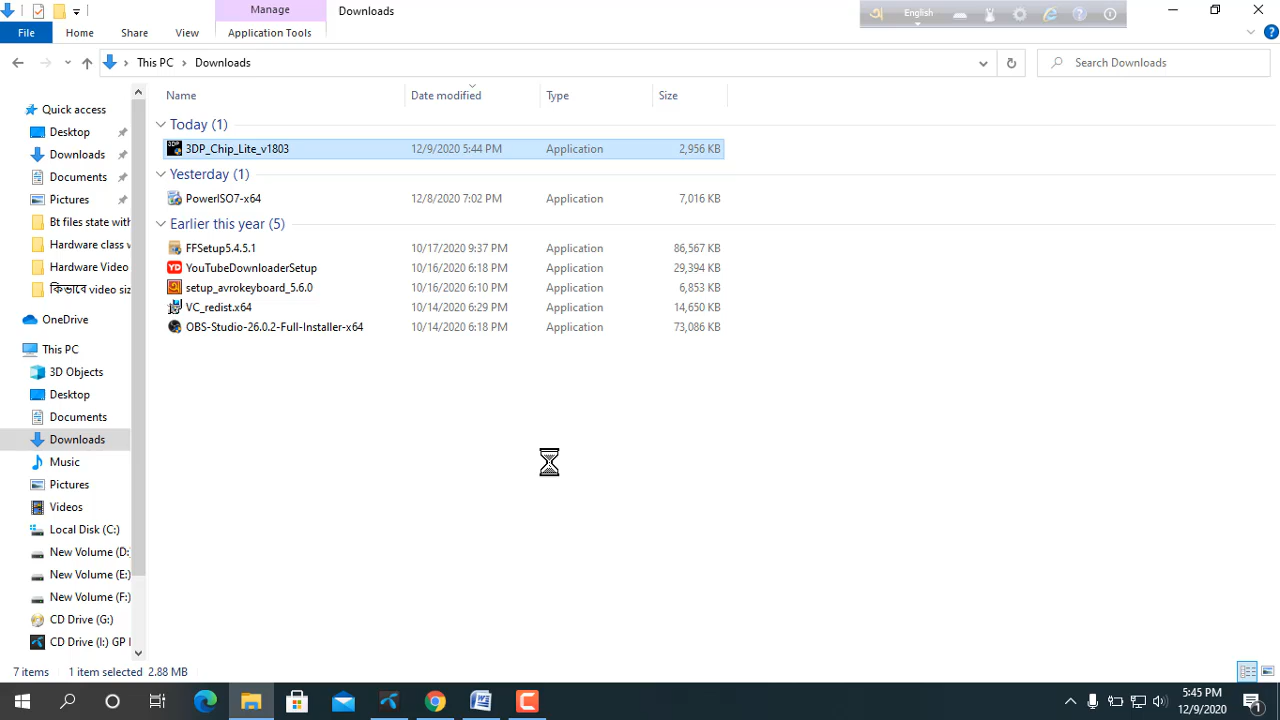 Manage
Downloads
English
File
Home
Share
View
Application Tools
This PC
Downloads
Search Downloads
Name
Date modified
Type
Size
Quick access
Desktop
Downloads
Documents
Pictures
Bt files state with
Hardware class w
Hardware Video
কিভাবে video siz
OneDrive
This PC
3D Objects
Desktop
Documents
Downloads
Music
Pictures
Videos
Local Disk (C:)
New Volume (D:
New Volume (E:)
New Volume (F:)
CD Drive (G:)
CD Drive (I:) GP
Today (1)
3DP_Chip_Lite_v1803 12/9/2020 5:44 PM Application 2,956 KB
Yesterday (1)
PowerISO7-x64 12/8/2020 7:02 PM Application 7,016 KB
Earlier this year (5)
FFSetup5.4.5.1 10/17/2020 9:37 PM Application 86,567 KB
YouTubeDownloaderSetup 10/16/2020 6:18 PM Application 29,394 KB
setup_avrokeyboard_5.6.0 10/16/2020 6:10 PM Application 6,853 KB
VC_redist.x64 10/14/2020 6:29 PM Application 14,650 KB
OBS-Studio-26.0.2-Full-Installer-x64 10/14/2020 6:18 PM Application 73,086 KB
7 items
1 item selected 2.88 MB
5:45 PM
12/9/2020
1